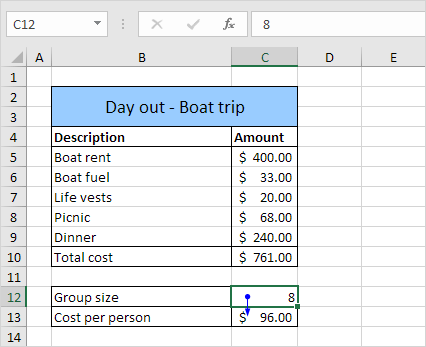 C12 fx 8
A B C D E
1
2 Day out - Boat trip
3
4 Description Amount
5 Boat rent $ 400.00
6 Boat fuel $ 33.00
7 Life vests $ 20.00
8 Picnic $ 68.00
9 Dinner $ 240.00
10 Total cost $ 761.00
11
12 Group size 8
13 Cost per person $ 96.00
14